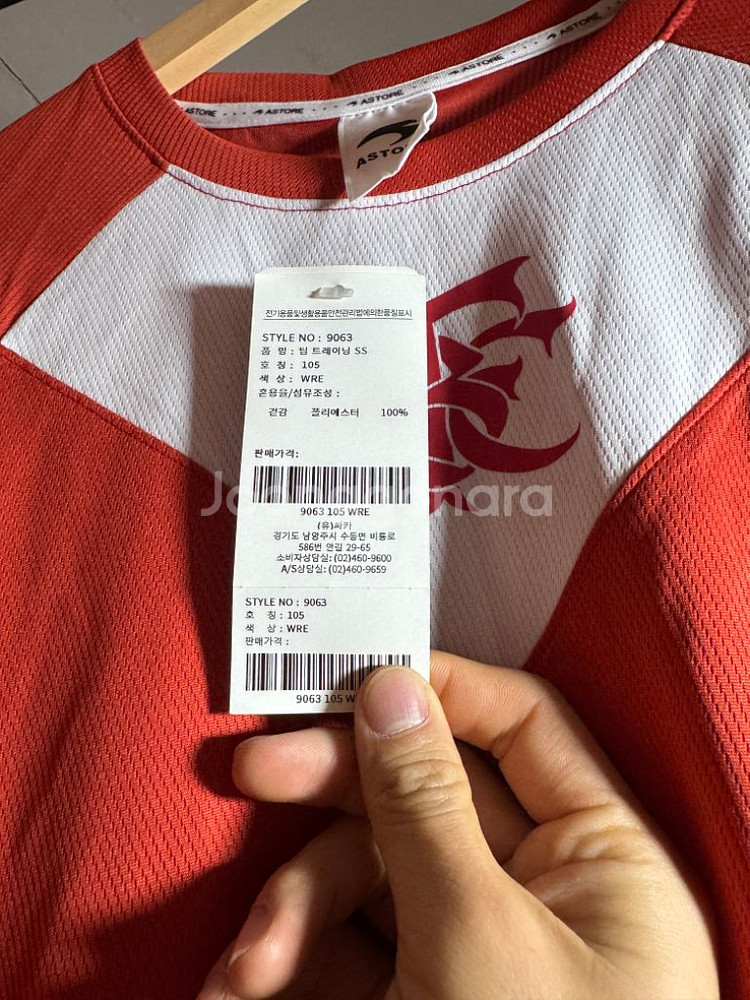 ASTORE ASTORE ASTORE ASTORE
ASTO
전기용품및생활용품안전관리법에의한품질표시
STYLE NO : 9063
품 명 : 팀 트레이닝 SS
호 칭 : 105
색 상 : WRE
혼용율/섬유조성 :
겉감 폴리에스터 100%
판매가격:
9063 105 WRE
(유)싸카
경기도 남양주시 수동면 비룡로
586번 안길 29-65
소비자상담실: (02)460-9600
A/S상담실: (02)460-9659
STYLE NO : 9063
호 칭 : 105
색 상 : WRE
판매가격 :
9063 105 W
Joongonara